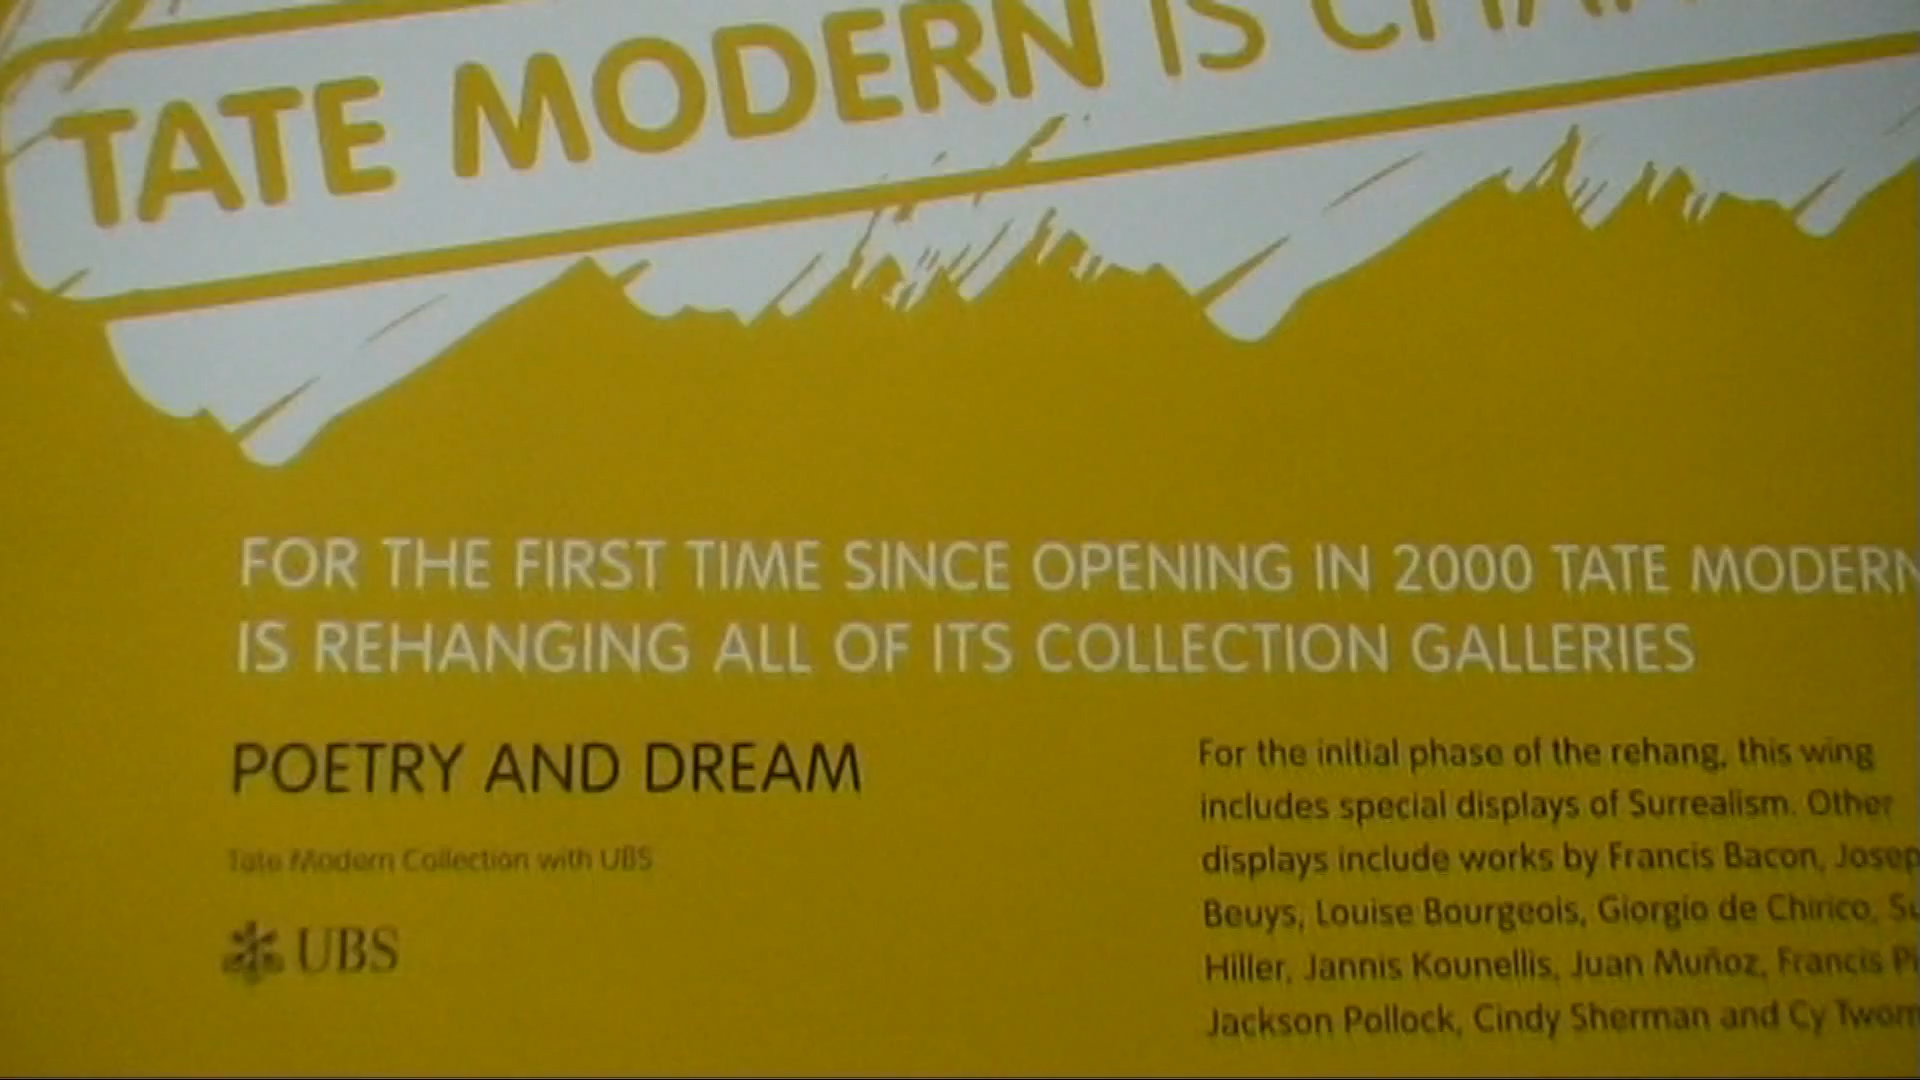 TATE MODERN IS
FOR THE FIRST TIME SINCE OPENING IN 2000 TATE MODERN
IS REHANGING ALL OF ITS COLLECTION GALLERIES
POETRY AND DREAM
Tate Modern Collection with UBS
UBS
For the initial phase of the rehang, this wing
includes special displays of Surrealism. Other
displays include works by Francis Bacon,
Beuys, Louise Bourgeois, Giorgio de Chirico,
Hiller, Jannis Kounellis, Juan Muñoz, Francis
Jackson Pollock, Cindy Sherman and Cy